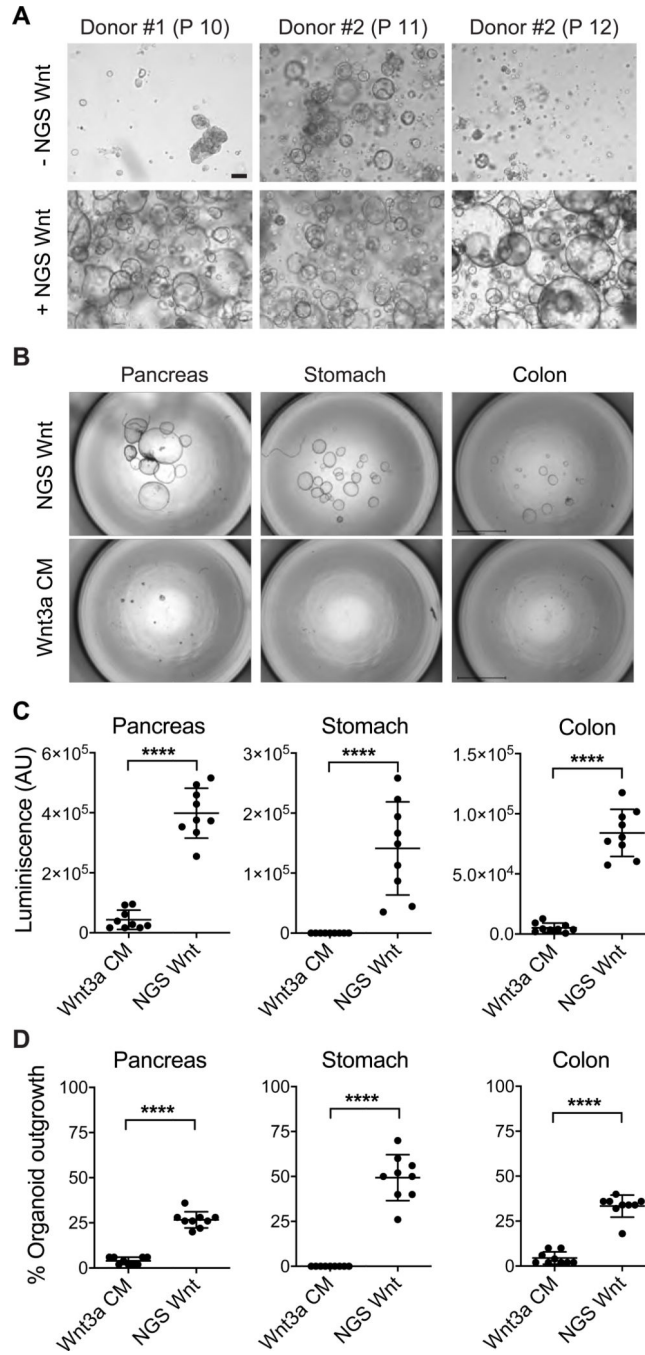 A
Donor #1 (P 10) Donor #2 (P 11) Donor #2 (P 12)
- NGS Wnt
+ NGS Wnt
B
Pancreas Stomach Colon
NGS Wnt
Wnt3a CM
C
Pancreas Stomach Colon
Luminiscence (AU)
6×10⁵
4×10⁵
2×10⁵
0
****
Wnt3a CM NGS Wnt
3×10⁵
2×10⁵
1×10⁵
0
****
Wnt3a CM NGS Wnt
1.5×10⁵
1.0×10⁵
5.0×10⁴
0.0
****
Wnt3a CM NGS Wnt
D
Pancreas Stomach Colon
% Organoid outgrowth
100
75
50
25
0
****
Wnt3a CM NGS Wnt
100
75
50
25
0
****
Wnt3a CM NGS Wnt
100
75
50
25
0
****
Wnt3a CM NGS Wnt